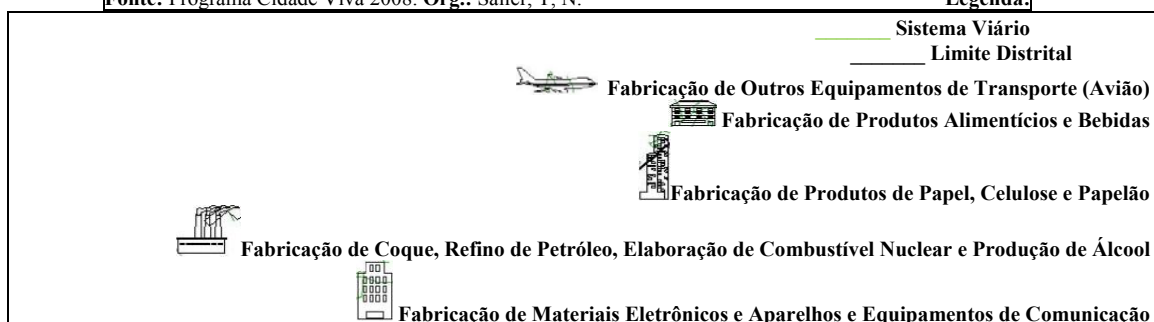 Fonte: Programa Cidade Viva 2008. Org.: Saner, T, N. Legenda:
Sistema Viário
Limite Distrital
Fabricação de Outros Equipamentos de Transporte (Avião)
Fabricação de Produtos Alimentícios e Bebidas
Fabricação de Produtos de Papel, Celulose e Papelão
Fabricação de Coque, Refino de Petróleo, Elaboração de Combustível Nuclear e Produção de Álcool
Fabricação de Materiais Eletrônicos e Aparelhos e Equipamentos de Comunicação